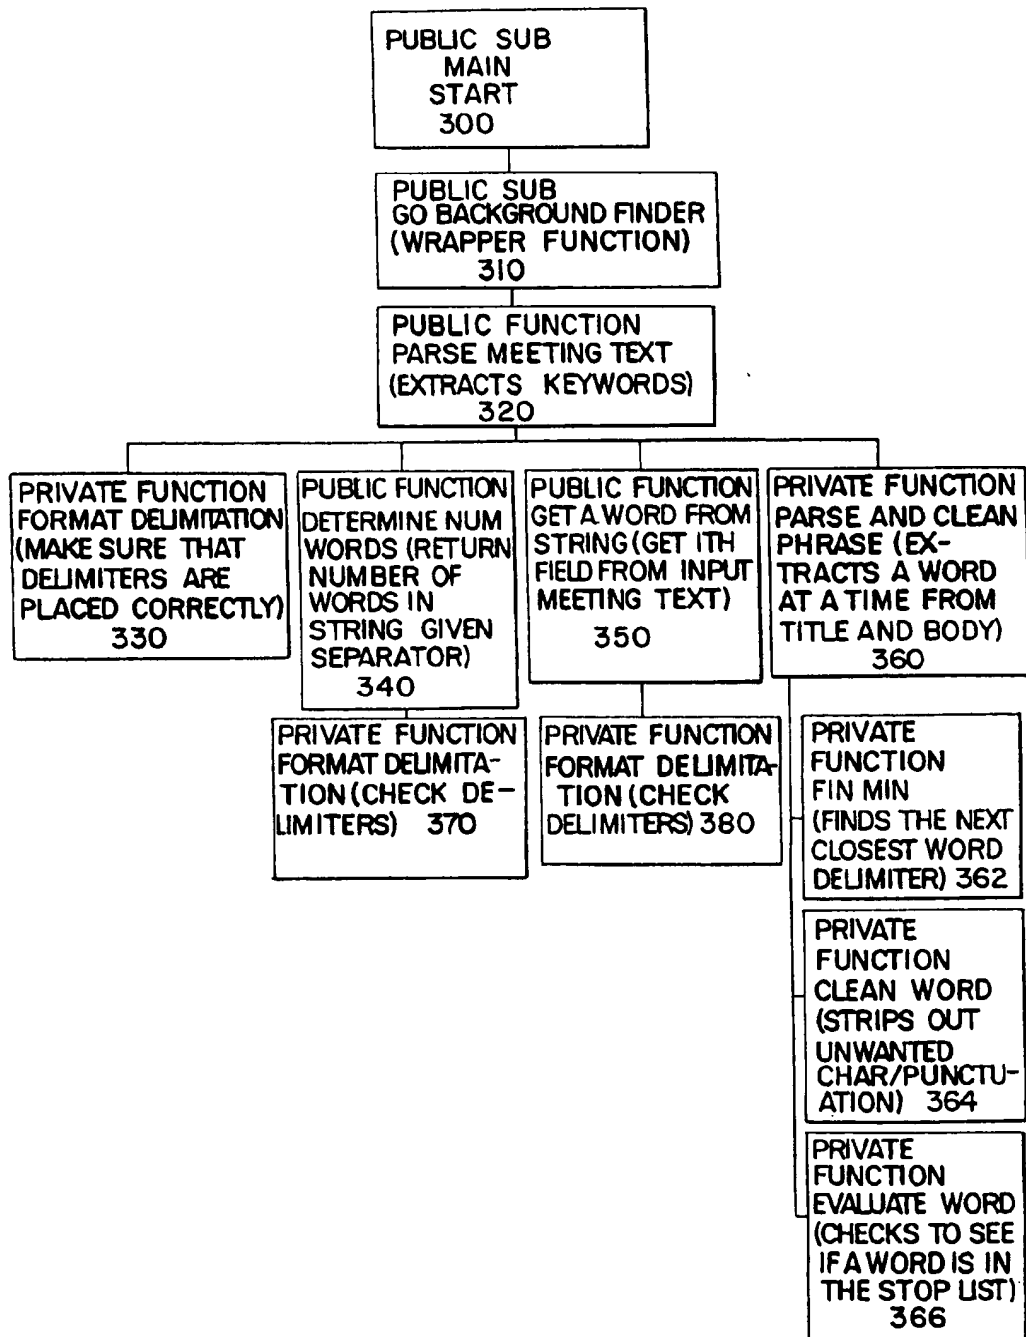 PUBLIC SUB
MAIN
START
300
PUBLIC SUB
GO BACKGROUND FINDER
(WRAPPER FUNCTION)
310
PUBLIC FUNCTION
PARSE MEETING TEXT
(EXTRACTS KEYWORDS)
320
PRIVATE FUNCTION
FORMAT DELIMITATION
(MAKE SURE THAT
DELIMITERS ARE
PLACED CORRECTLY)
330
PUBLIC FUNCTION
DETERMINE NUM
WORDS (RETURN
NUMBER OF
WORDS IN
STRING GIVEN
SEPARATOR)
340
PUBLIC FUNCTION
GET A WORD FROM
STRING (GET ITH
FIELD FROM INPUT
MEETING TEXT)
350
PRIVATE FUNCTION
PARSE AND CLEAN
PHRASE (EX-
TRACTS A WORD
AT A TIME FROM
TITLE AND BODY)
360
PRIVATE FUNCTION
FORMAT DELIMITA-
TION (CHECK DE-
LIMITERS) 370
PRIVATE FUNCTION
FORMAT DELIMITA-
TION (CHECK
DELIMITERS) 380
PRIVATE
FUNCTION
FIN MIN
(FINDS THE NEXT
CLOSEST WORD
DELIMITER) 362
PRIVATE
FUNCTION
CLEAN WORD
(STRIPS OUT
UNWANTED
CHAR/PUNCTU-
ATION) 364
PRIVATE
FUNCTION
EVALUATE WORD
(CHECKS TO SEE
IF A WORD IS IN
THE STOP LIST)
366